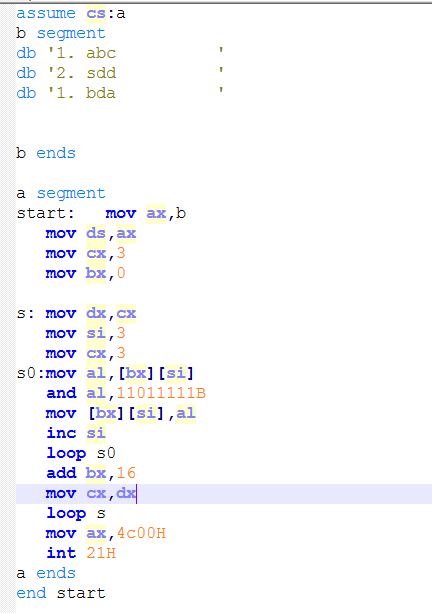 assume cs:a
b segment
db '1. abc          '
db '2. sdd          '
db '1. bda          '
b ends
a segment
start:   mov ax,b
   mov ds,ax
   mov cx,3
   mov bx,0
s: mov dx,cx
   mov si,3
   mov cx,3
s0:mov al,[bx][si]
   and al,11011111B
   mov [bx][si],al
   inc si
   loop s0
   add bx,16
   mov cx,dx
   loop s
   mov ax,4c00H
   int 21H
a ends
end start